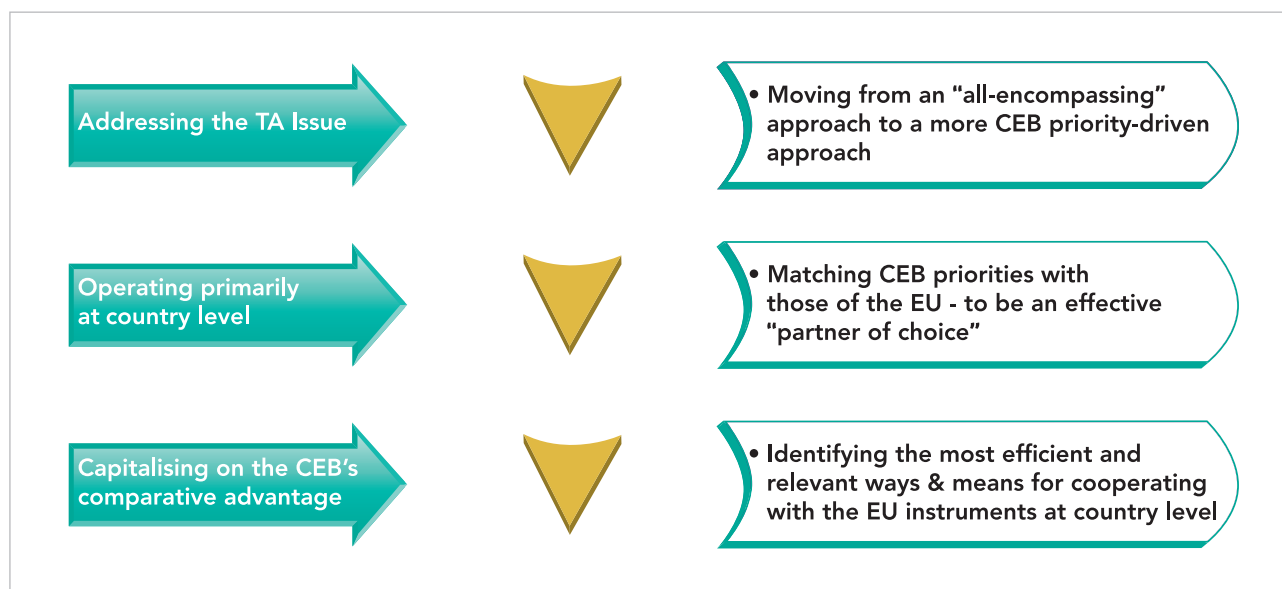 Addressing the TA Issue
• Moving from an “all-encompassing”
approach to a more CEB priority-driven
approach
Operating primarily
at country level
• Matching CEB priorities with
those of the EU - to be an effective
“partner of choice”
Capitalising on the CEB’s
comparative advantage
• Identifying the most efficient and
relevant ways & means for cooperating
with the EU instruments at country level